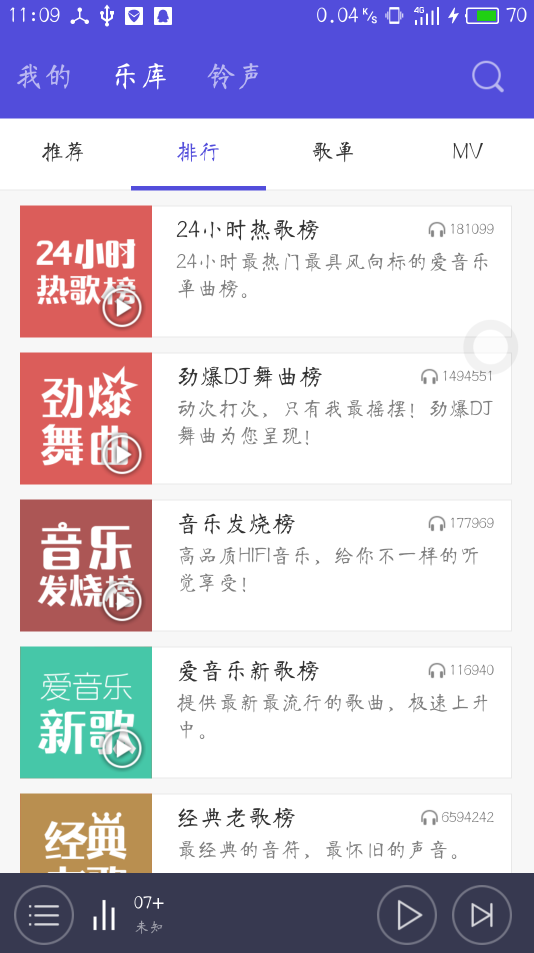 11:09 0.04 K/s 4G 70
我的 乐库 铃声
推荐 排行 歌单 MV
24小时
热歌榜
24小时热歌榜 181099
24小时最热门最具风向标的爱音乐
单曲榜。
劲爆
舞曲
劲爆DJ舞曲榜 1494551
动次打次，只有我最摇摆！劲爆DJ
舞曲为您呈现！
音乐
发烧榜
音乐发烧榜 177969
高品质HIFI音乐，给你不一样的听
觉享受！
爱音乐
新歌
爱音乐新歌榜 116940
提供最新最流行的歌曲，极速上升
中。
经典
老歌
经典老歌榜 6594242
最经典的音符，最怀旧的声音。
07+
未知